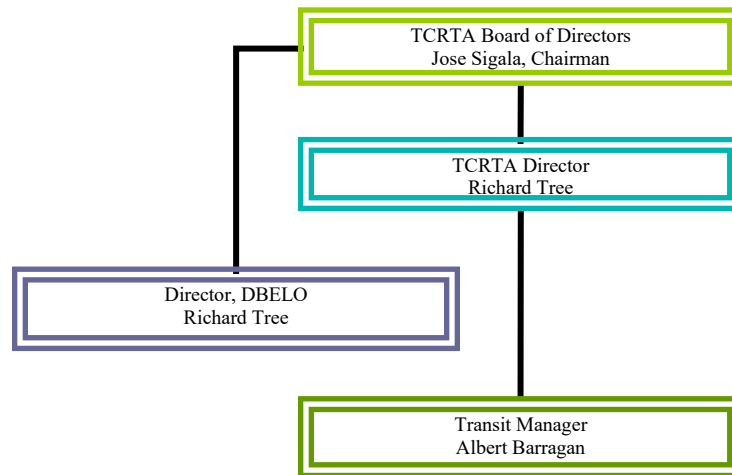 TCRTA Board of Directors
Jose Sigala, Chairman
TCRTA Director
Richard Tree
Director, DBELO
Richard Tree
Transit Manager
Albert Barragan